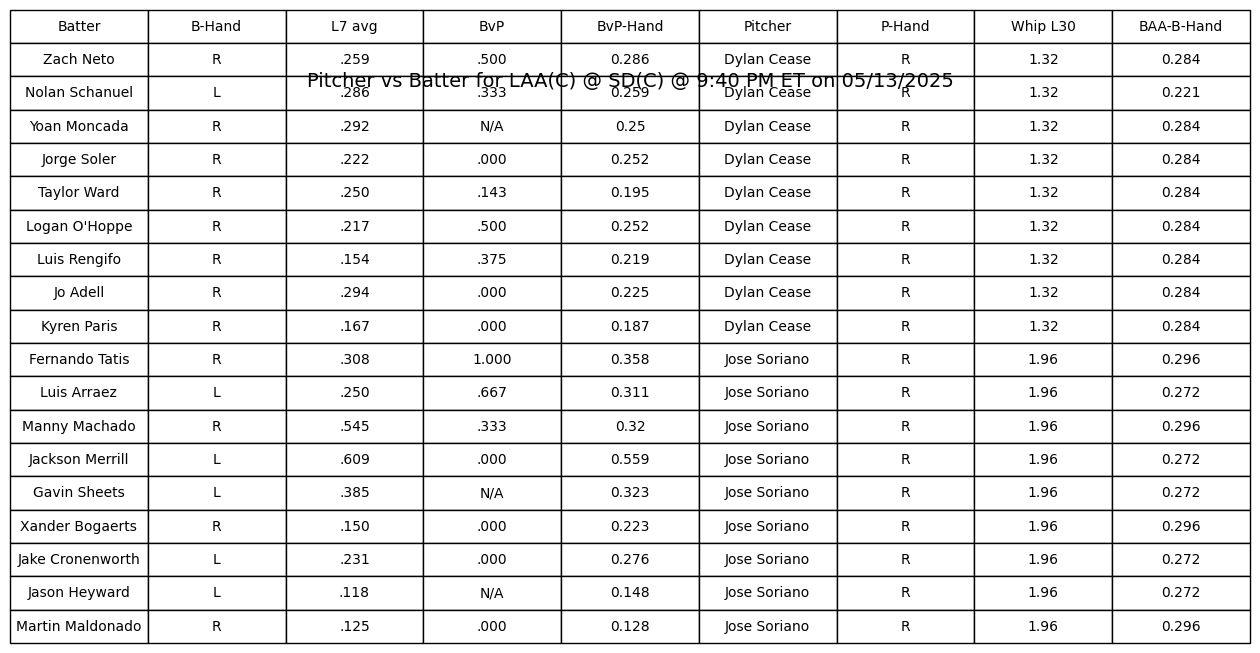 Batter B-Hand L7 avg BvP BvP-Hand Pitcher P-Hand Whip L30 BAA-B-Hand
Zach Neto R .259 .500 0.286 Dylan Cease R 1.32 0.284
Pitcher vs Batter for LAA(C) @ SD(C) @ 9:40 PM ET on 05/13/2025
Nolan Schanuel L .286 .333 0.259 Dylan Cease R 1.32 0.221
Yoan Moncada R .292 N/A 0.25 Dylan Cease R 1.32 0.284
Jorge Soler R .222 .000 0.252 Dylan Cease R 1.32 0.284
Taylor Ward R .250 .143 0.195 Dylan Cease R 1.32 0.284
Logan O'Hoppe R .217 .500 0.252 Dylan Cease R 1.32 0.284
Luis Rengifo R .154 .375 0.219 Dylan Cease R 1.32 0.284
Jo Adell R .294 .000 0.225 Dylan Cease R 1.32 0.284
Kyren Paris R .167 .000 0.187 Dylan Cease R 1.32 0.284
Fernando Tatis R .308 1.000 0.358 Jose Soriano R 1.96 0.296
Luis Arraez L .250 .667 0.311 Jose Soriano R 1.96 0.272
Manny Machado R .545 .333 0.32 Jose Soriano R 1.96 0.296
Jackson Merrill L .609 .000 0.559 Jose Soriano R 1.96 0.272
Gavin Sheets L .385 N/A 0.323 Jose Soriano R 1.96 0.272
Xander Bogaerts R .150 .000 0.223 Jose Soriano R 1.96 0.296
Jake Cronenworth L .231 .000 0.276 Jose Soriano R 1.96 0.272
Jason Heyward L .118 N/A 0.148 Jose Soriano R 1.96 0.272
Martin Maldonado R .125 .000 0.128 Jose Soriano R 1.96 0.296